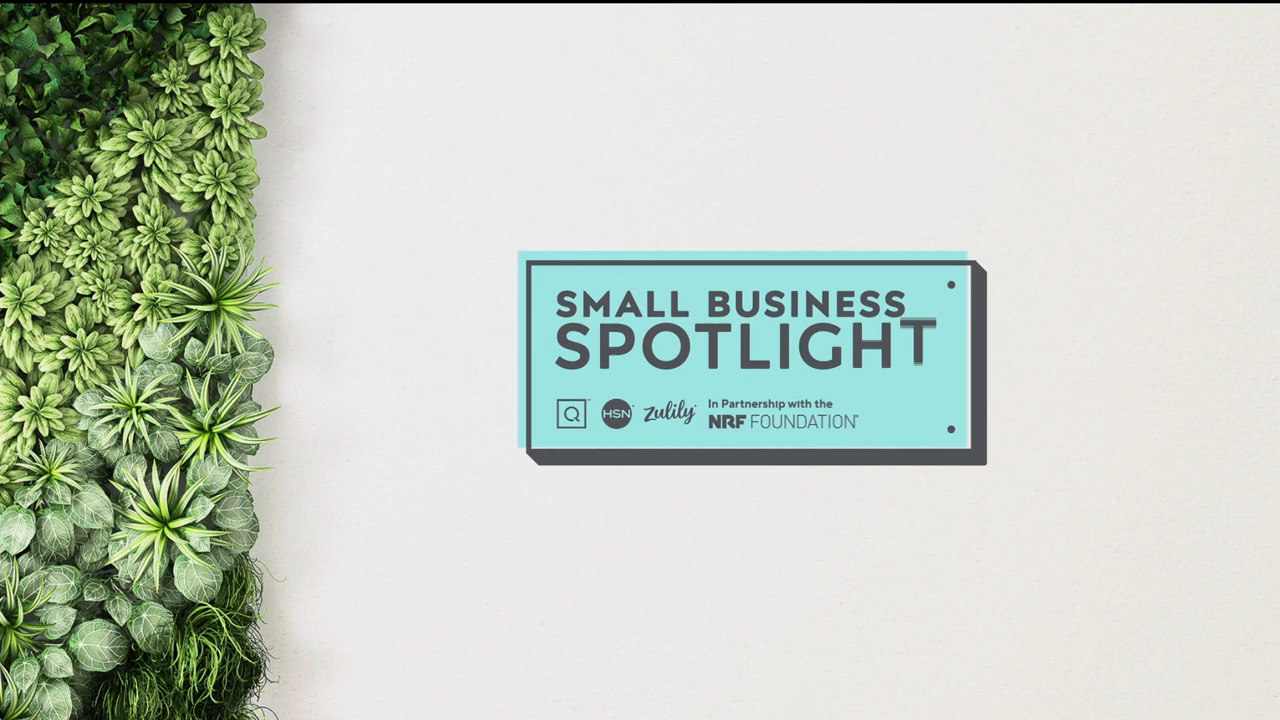 SMALL BUSINESS
SPOTLIGHT
Q HSN zulily
In Partnership with the
NRF FOUNDATION